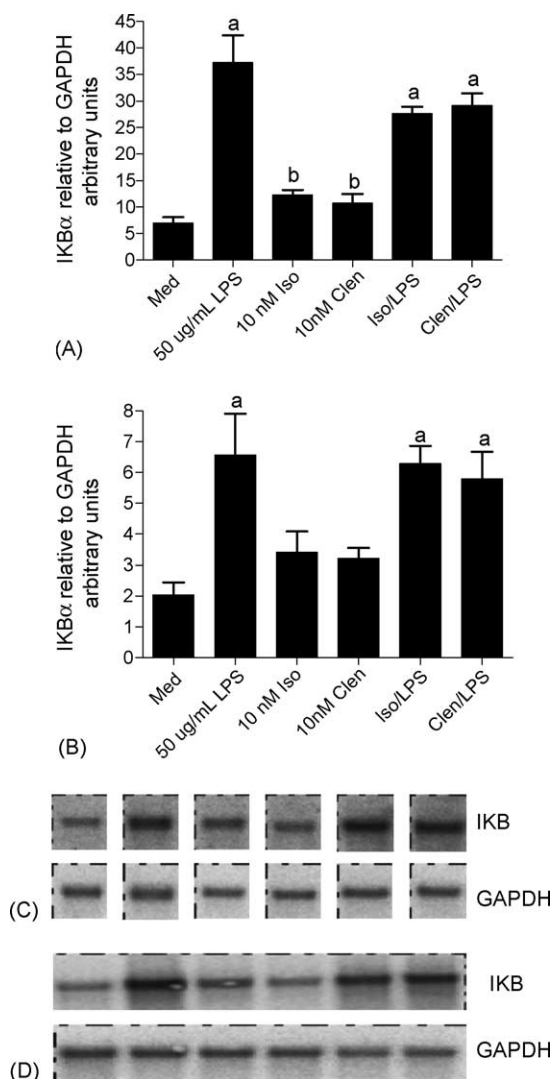 IKBα relative to GAPDH
arbitrary units
45
40
35
30
25
20
15
10
5
0
a
b
b
a
a
Med
50 ug/mL LPS
10 nM Iso
10nM Clen
Iso/LPS
Clen/LPS
(A)
IKBα relative to GAPDH
arbitrary units
8
7
6
5
4
3
2
1
0
a
a
a
Med
50 ug/mL LPS
10 nM Iso
10nM Clen
Iso/LPS
Clen/LPS
(B)
IKB
GAPDH
(C)
IKB
GAPDH
(D)